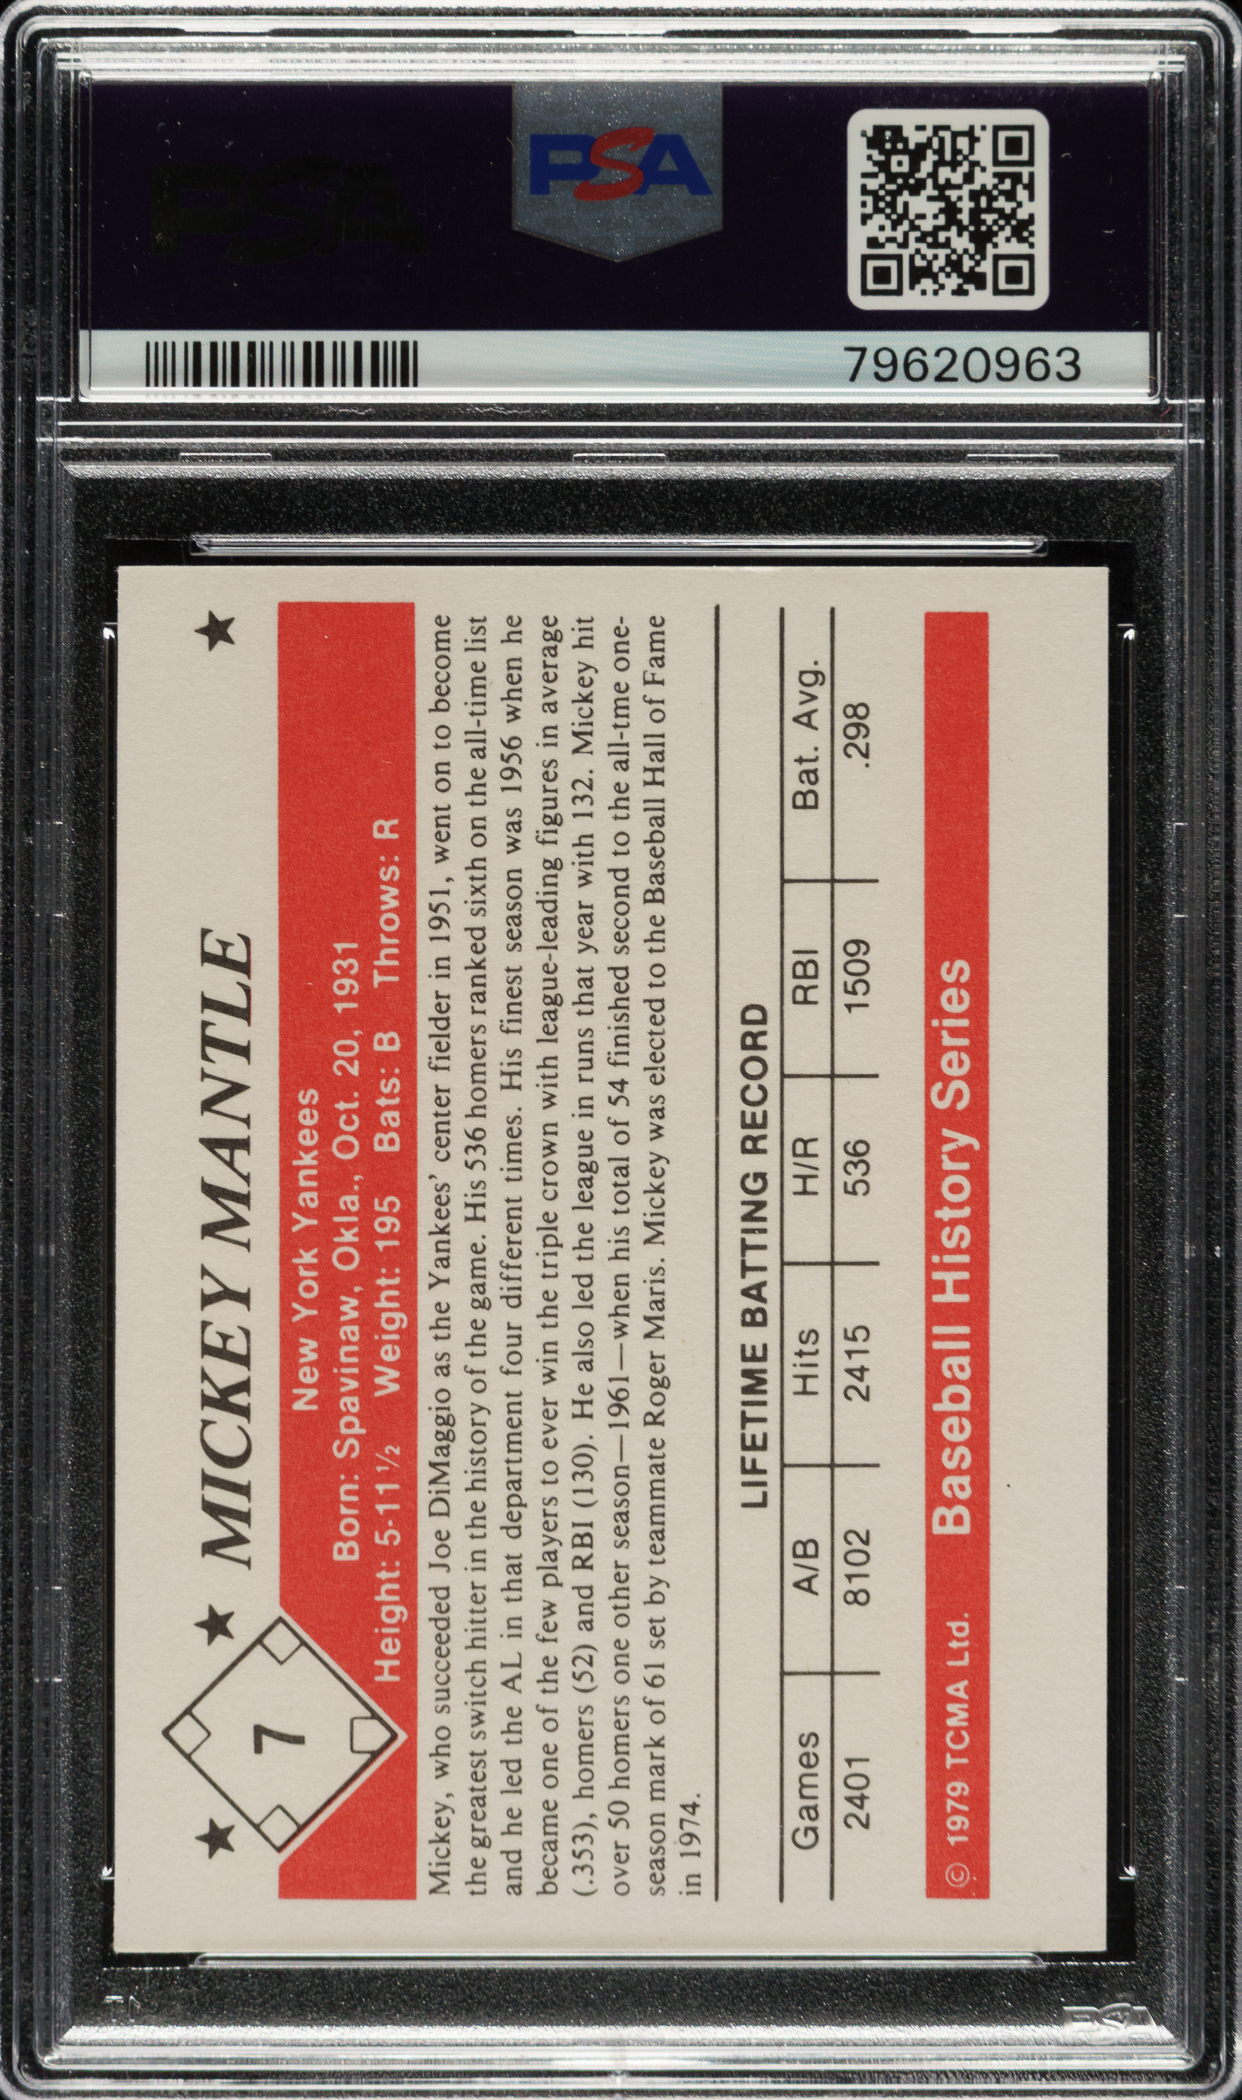 PSA
PSA
79620963
7
MICKEY MANTLE
New York Yankees
Born: Spavinaw, Okla., Oct. 20, 1931
Height: 5-11 ½ Weight: 195 Bats: B Throws: R
Mickey, who succeeded Joe DiMaggio as the Yankees' center fielder in 1951, went on to become
the greatest switch hitter in the history of the game. His 536 homers ranked sixth on the all-time list
and he led the AL in that department four different times. His finest season was 1956 when he
became one of the few players to ever win the triple crown with league-leading figures in average
(.353), homers (52) and RBI (130). He also led the league in runs that year with 132. Mickey hit
over 50 homers one other season—1961—when his total of 54 finished second to the all-tme one-
season mark of 61 set by teammate Roger Maris. Mickey was elected to the Baseball Hall of Fame
in 1974.
LIFETIME BATTING RECORD
Games A/B Hits H/R RBI Bat. Avg.
2401 8102 2415 536 1509 .298
© 1979 TCMA Ltd. Baseball History Series
PSA